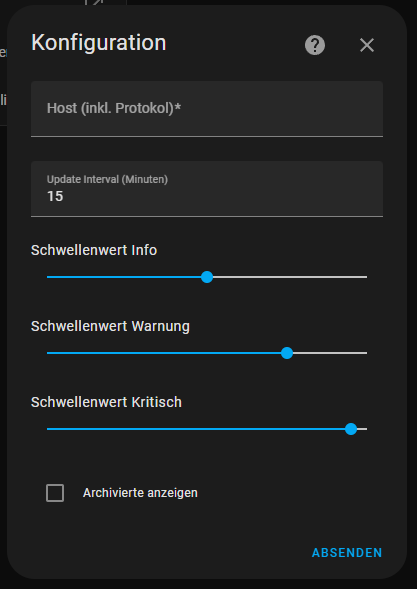 Konfiguration
Host (inkl. Protokol)*
Update Interval (Minuten)
15
Schwellenwert Info
Schwellenwert Warnung
Schwellenwert Kritisch
Archivierte anzeigen
ABSENDEN